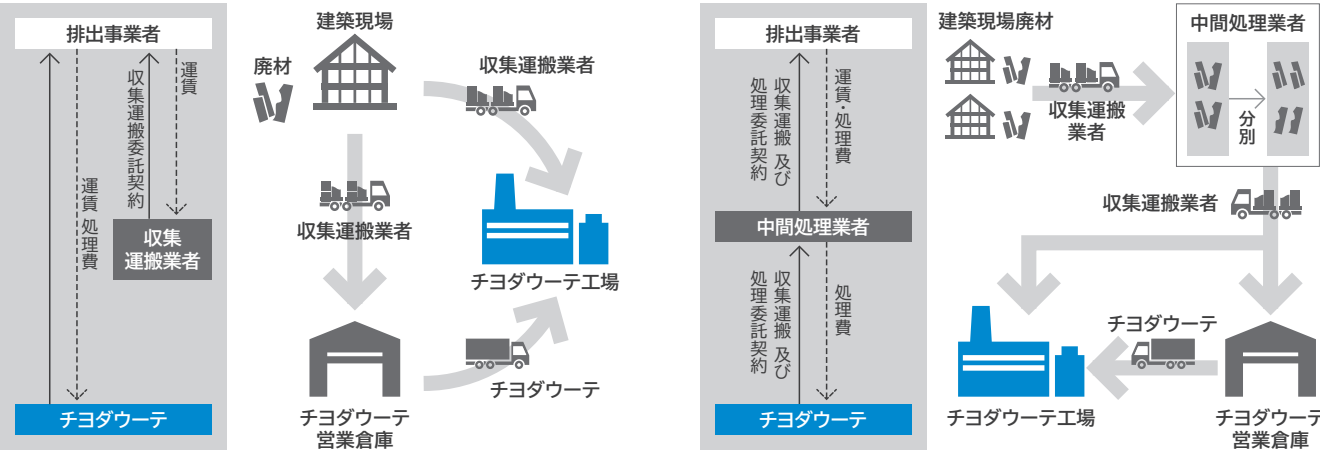 排出事業者
運賃
収集運搬委託契約
収集
運搬業者
運賃 処理費
チヨダウーテ
建築現場
廃材
収集運搬業者
収集運搬業者
チヨダウーテ工場
チヨダウーテ
チヨダウーテ
営業倉庫
排出事業者
収集運搬 及び
処理委託契約
運賃・処理費
中間処理業者
収集運搬 及び
処理委託契約
処理費
チヨダウーテ
建築現場廃材
収集運搬
業者
中間処理業者
分別
収集運搬業者
チヨダウーテ
チヨダウーテ工場
チヨダウーテ
営業倉庫